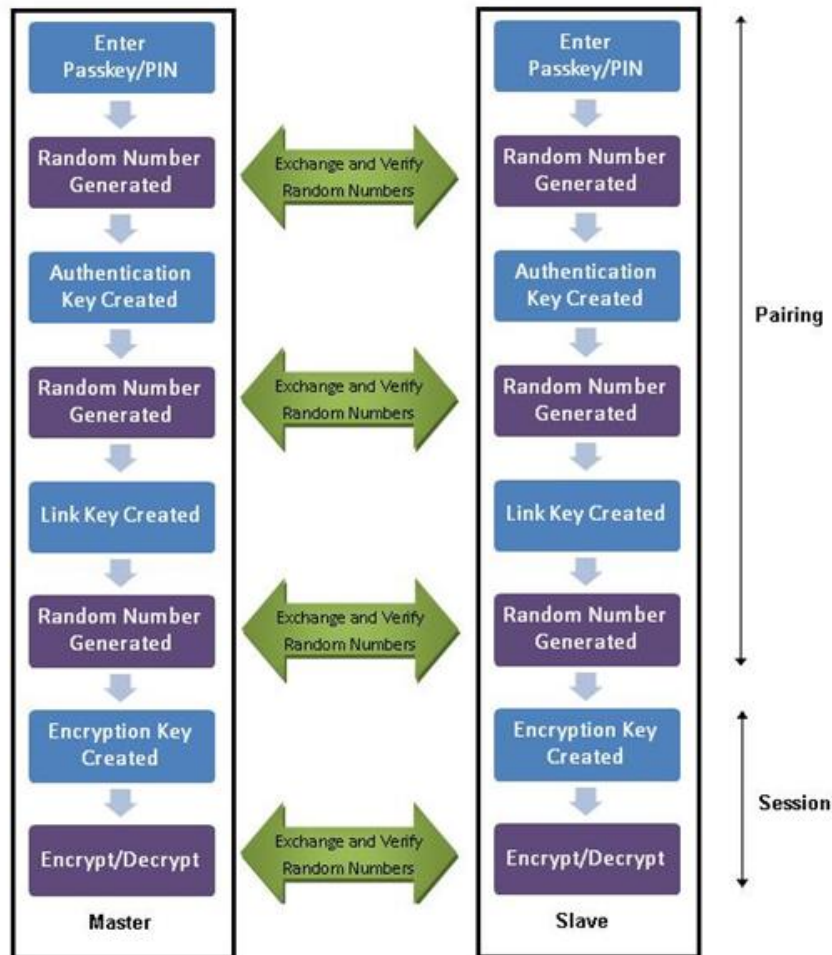 Enter
Passkey/PIN
Random Number
Generated
Authentication
Key Created
Random Number
Generated
Link Key Created
Random Number
Generated
Encryption Key
Created
Encrypt/Decrypt
Master
Exchange and Verify
Random Numbers
Exchange and Verify
Random Numbers
Exchange and Verify
Random Numbers
Exchange and Verify
Random Numbers
Enter
Passkey/PIN
Random Number
Generated
Authentication
Key Created
Random Number
Generated
Link Key Created
Random Number
Generated
Encryption Key
Created
Encrypt/Decrypt
Slave
Pairing
Session